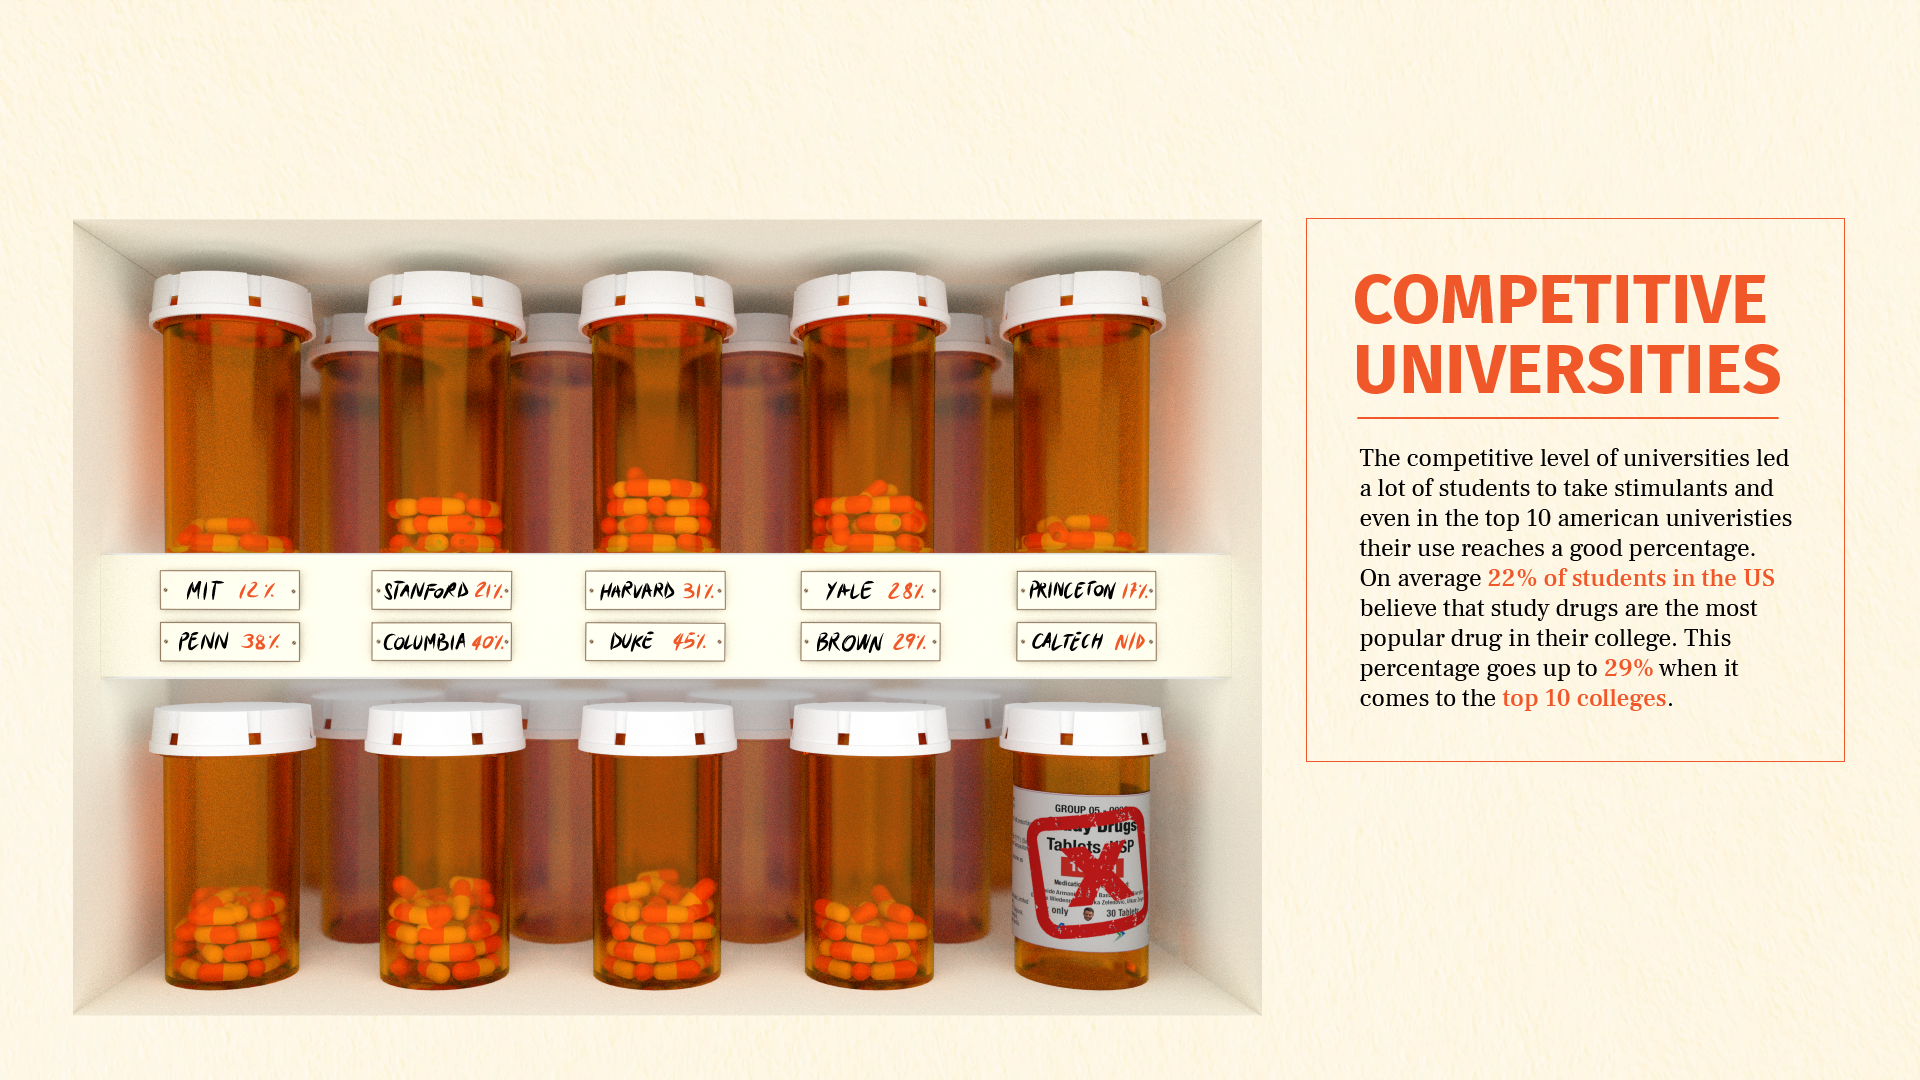 COMPETITIVE
UNIVERSITIES
The competitive level of universities led
a lot of students to take stimulants and
even in the top 10 american univeristies
their use reaches a good percentage.
On average 22% of students in the US
believe that study drugs are the most
popular drug in their college. This
percentage goes up to 29% when it
comes to the top 10 colleges.
MIT 12%
STANFORD 21%
HARVARD 31%
YALE 28%
PRINCETON 17%
PENN 38%
COLUMBIA 40%
DUKE 45%
BROWN 29%
CALTECH N/D
GROUP 05
Drugs
Tablets
only
30 Tablets